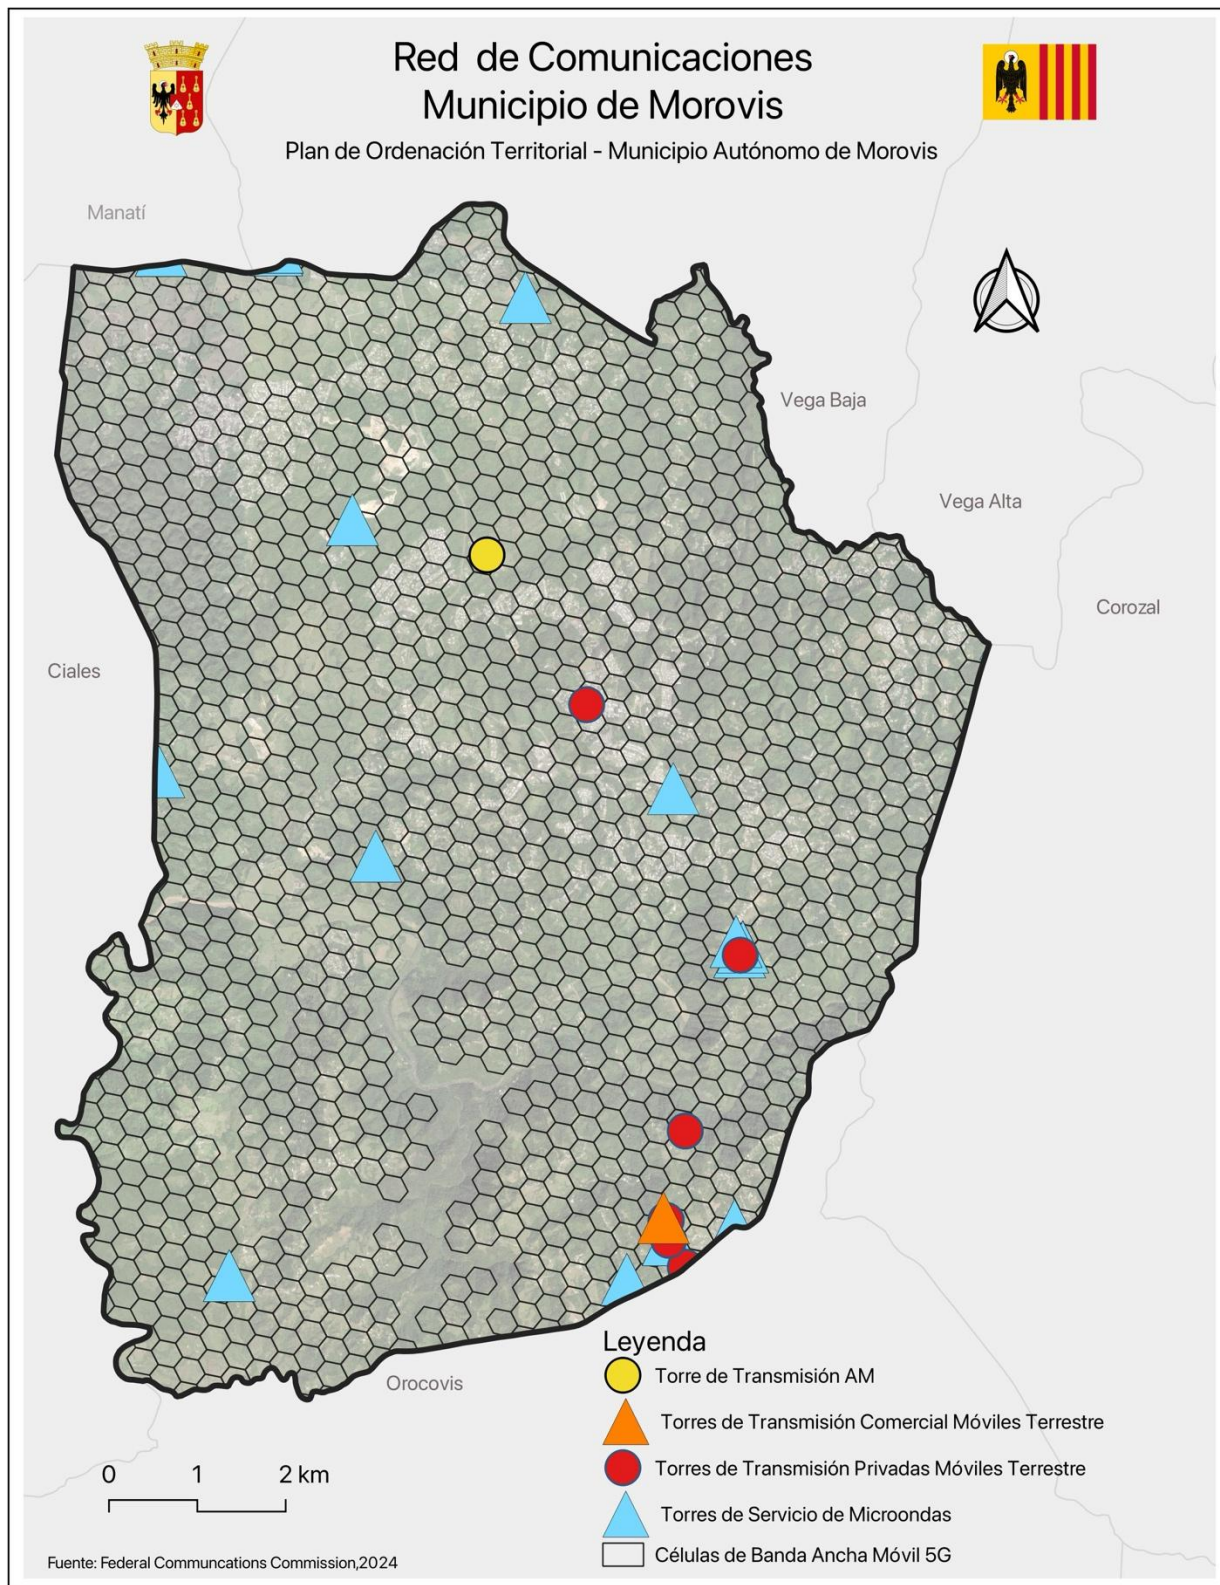 Red de Comunicaciones
Municipio de Morovis
Plan de Ordenación Territorial - Municipio Autónomo de Morovis
Manatí
Vega Baja
Vega Alta
Corozal
Ciales
Orocovis
Leyenda
Torre de Transmisión AM
Torres de Transmisión Comercial Móviles Terrestre
Torres de Transmisión Privadas Móviles Terrestre
Torres de Servicio de Microondas
Células de Banda Ancha Móvil 5G
0 1 2 km
Fuente: Federal Communcations Commission,2024